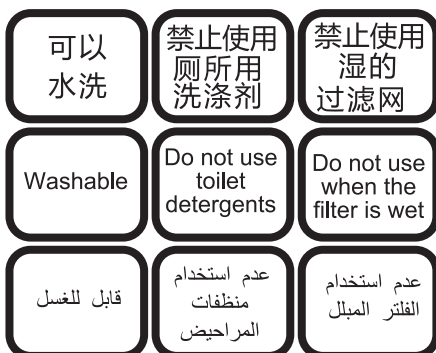 可以
水洗
禁止使用
厕所用
洗涤剂
禁止使用
湿的
过滤网
Washable
Do not use
toilet
detergents
Do not use
when the
filter is wet
قابل للغسل
عدم استخدام
منظفات
المراحيض
عدم استخدام
الفلتر المبلل